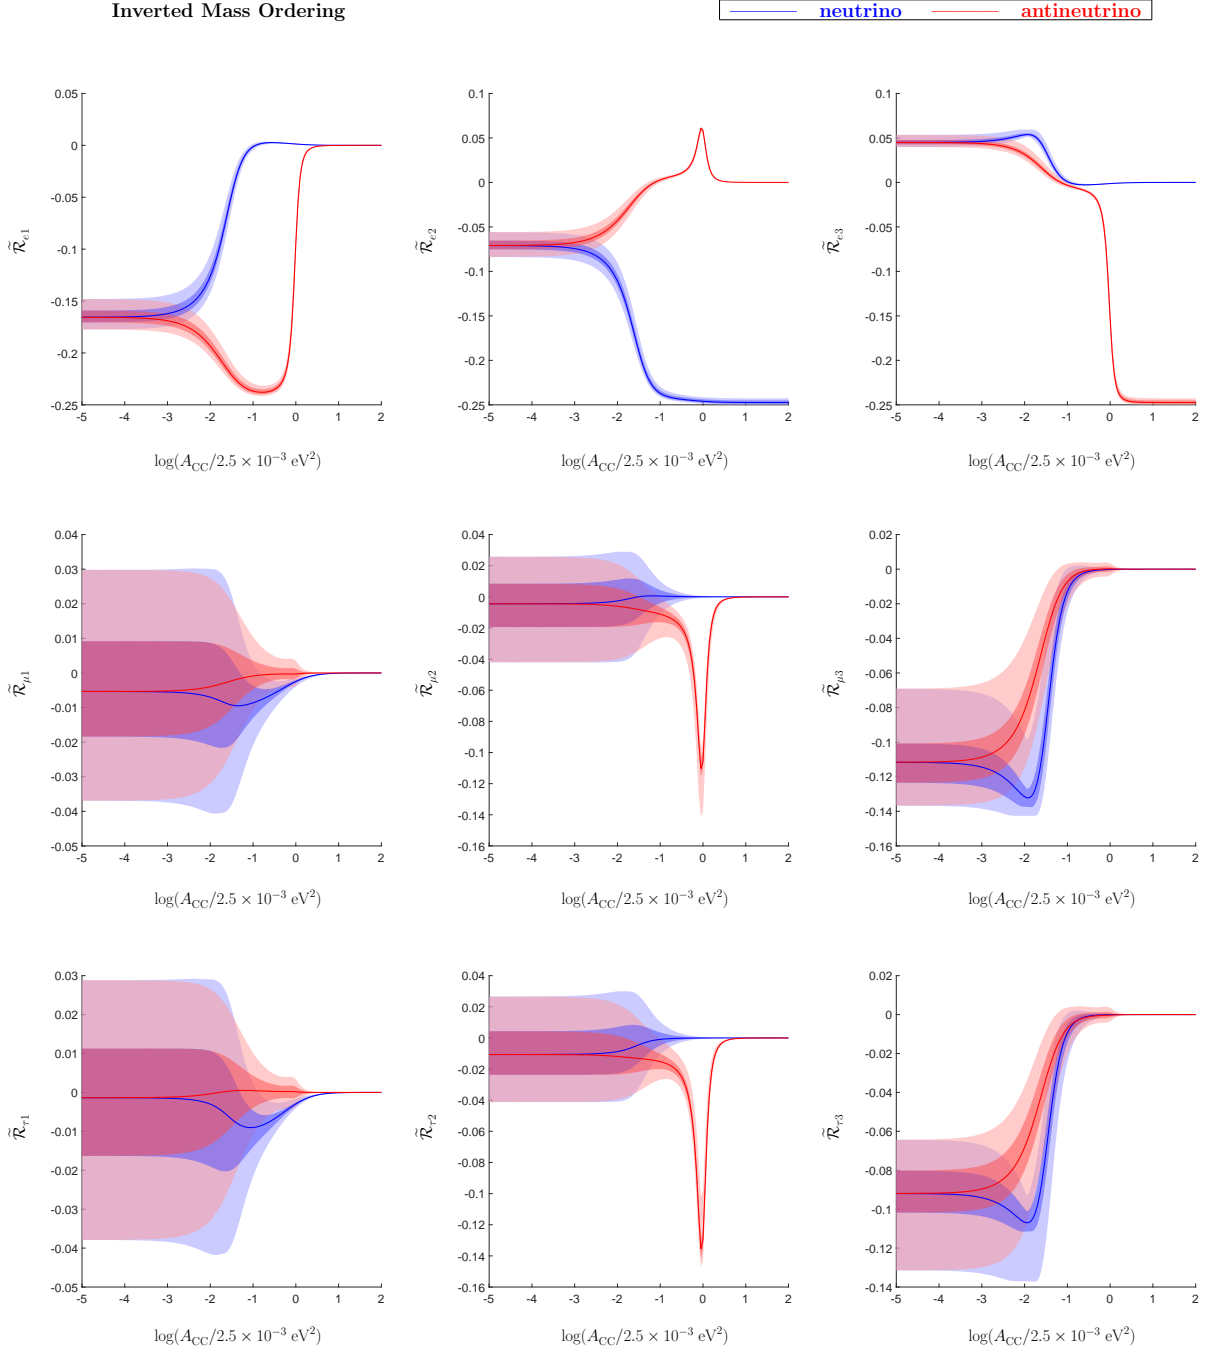 Inverted Mass Ordering
neutrino antineutrino
0.05
0
-0.05
-0.1
-0.15
-0.2
-0.25
-5 -4 -3 -2 -1 0 1 2
R̃e1
log(ACC/2.5 × 10−3 eV2)
0.1
0.05
0
-0.05
-0.1
-0.15
-0.2
-0.25
-5 -4 -3 -2 -1 0 1 2
R̃e2
log(ACC/2.5 × 10−3 eV2)
0.1
0.05
0
-0.05
-0.1
-0.15
-0.2
-0.25
-5 -4 -3 -2 -1 0 1 2
R̃e3
log(ACC/2.5 × 10−3 eV2)
0.04
0.03
0.02
0.01
0
-0.01
-0.02
-0.03
-0.04
-0.05
-5 -4 -3 -2 -1 0 1 2
R̃μ1
log(ACC/2.5 × 10−3 eV2)
0.04
0.02
0
-0.02
-0.04
-0.06
-0.08
-0.1
-0.12
-0.14
-0.16
-5 -4 -3 -2 -1 0 1 2
R̃μ2
log(ACC/2.5 × 10−3 eV2)
0.02
0
-0.02
-0.04
-0.06
-0.08
-0.1
-0.12
-0.14
-0.16
-5 -4 -3 -2 -1 0 1 2
R̃μ3
log(ACC/2.5 × 10−3 eV2)
0.03
0.02
0.01
0
-0.01
-0.02
-0.03
-0.04
-0.05
-5 -4 -3 -2 -1 0 1 2
R̃τ1
log(ACC/2.5 × 10−3 eV2)
0.04
0.02
0
-0.02
-0.04
-0.06
-0.08
-0.1
-0.12
-0.14
-0.16
-5 -4 -3 -2 -1 0 1 2
R̃τ2
log(ACC/2.5 × 10−3 eV2)
0.02
0
-0.02
-0.04
-0.06
-0.08
-0.1
-0.12
-0.14
-5 -4 -3 -2 -1 0 1 2
R̃τ3
log(ACC/2.5 × 10−3 eV2)